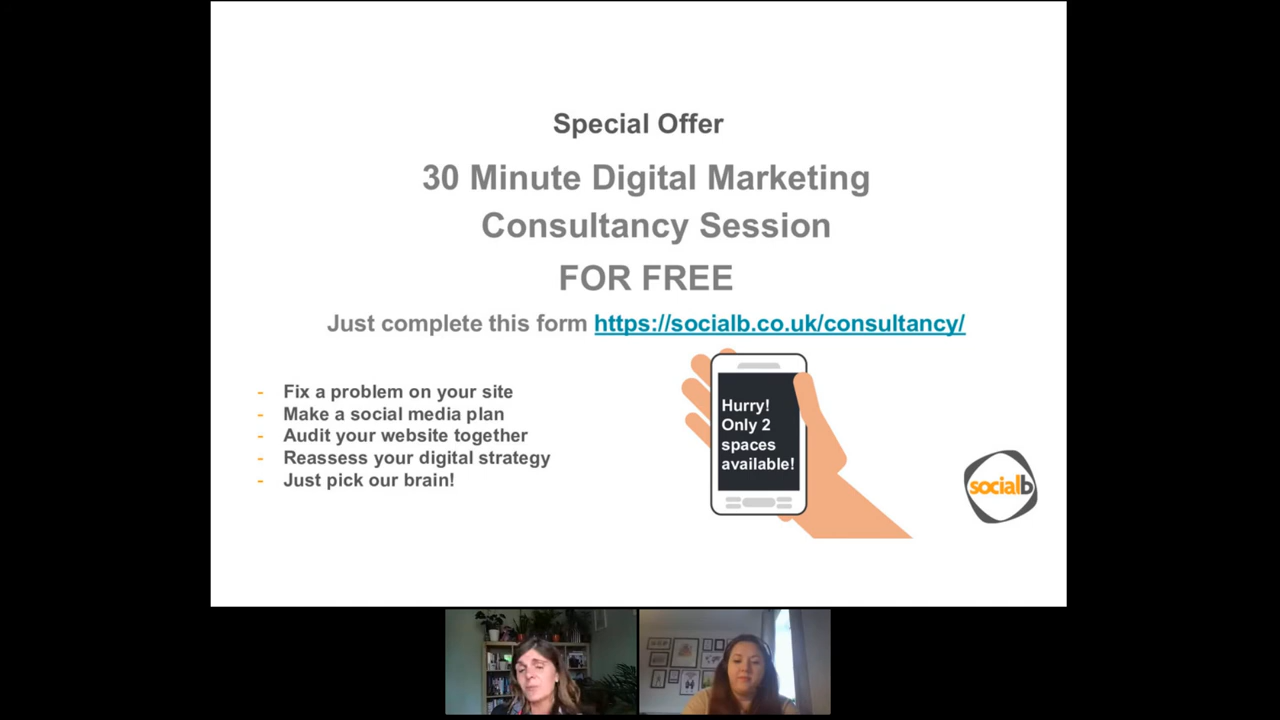 Special Offer
30 Minute Digital Marketing
Consultancy Session
FOR FREE
Just complete this form https://socialb.co.uk/consultancy/
- Fix a problem on your site
- Make a social media plan
- Audit your website together
- Reassess your digital strategy
- Just pick our brain!
Hurry!
Only 2
spaces
available!
socialb